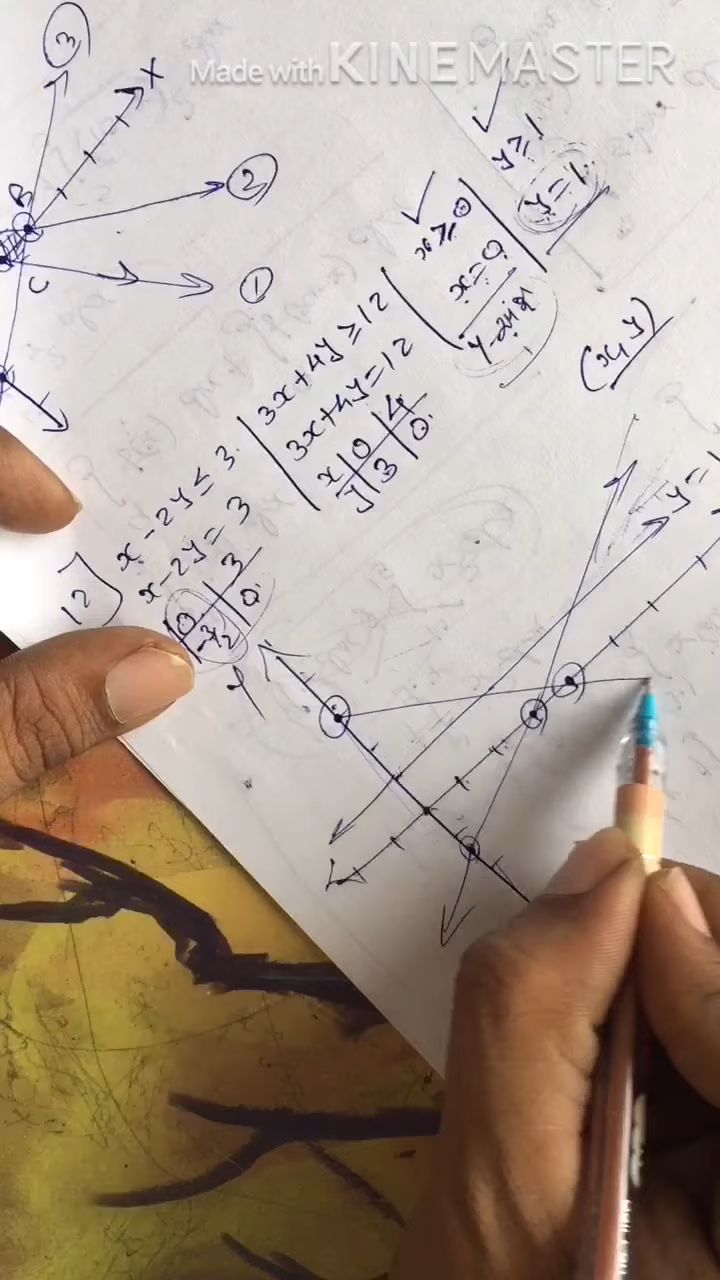 Made with KINEMASTER
3
X
B
2
C
1
12]
x - 2y ≤ 3
x - 2y = 3
0 | 3
-3/2 | 0
3x + 4y ≥ 12
3x + 4y = 12
x | 0 | 4
y | 3 | 0
x ≥ 0
x = 0
y ≥ 1
y = 1
(x, y)
y = 1
Y